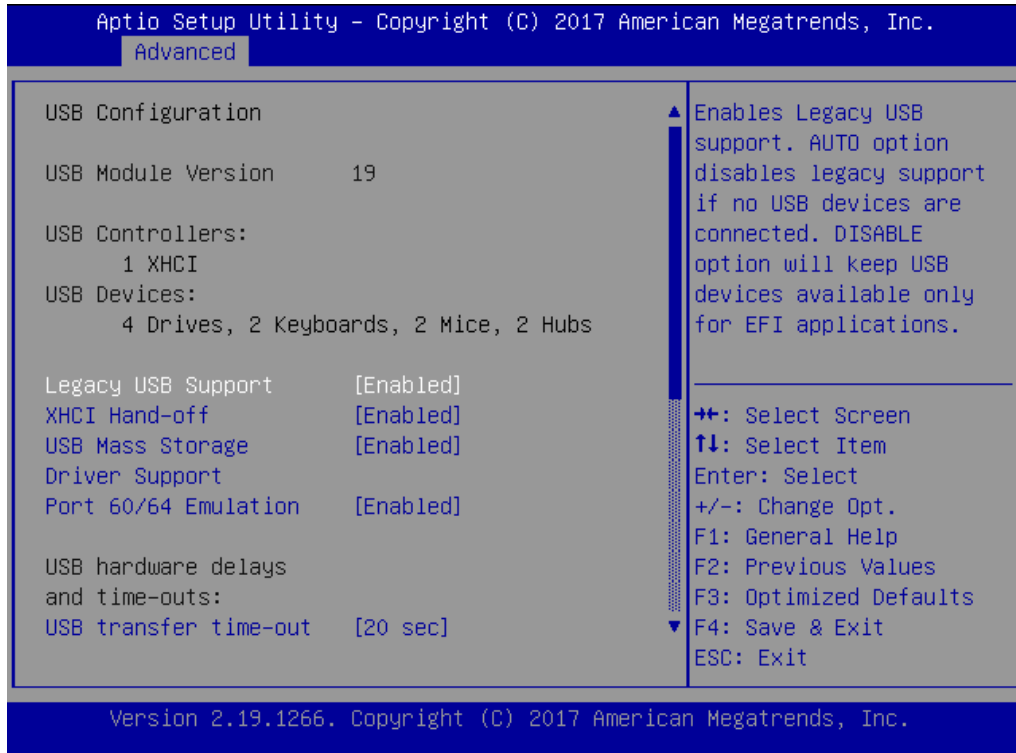 Aptio Setup Utility – Copyright (C) 2017 American Megatrends, Inc.
Advanced
USB Configuration
USB Module Version 19
USB Controllers:
1 XHCI
USB Devices:
4 Drives, 2 Keyboards, 2 Mice, 2 Hubs
Legacy USB Support [Enabled]
XHCI Hand-off [Enabled]
USB Mass Storage [Enabled]
Driver Support
Port 60/64 Emulation [Enabled]
USB hardware delays
and time-outs:
USB transfer time-out [20 sec]
Enables Legacy USB
support. AUTO option
disables legacy support
if no USB devices are
connected. DISABLE
option will keep USB
devices available only
for EFI applications.
→←: Select Screen
↑↓: Select Item
Enter: Select
+/-: Change Opt.
F1: General Help
F2: Previous Values
F3: Optimized Defaults
F4: Save & Exit
ESC: Exit
Version 2.19.1266. Copyright (C) 2017 American Megatrends, Inc.